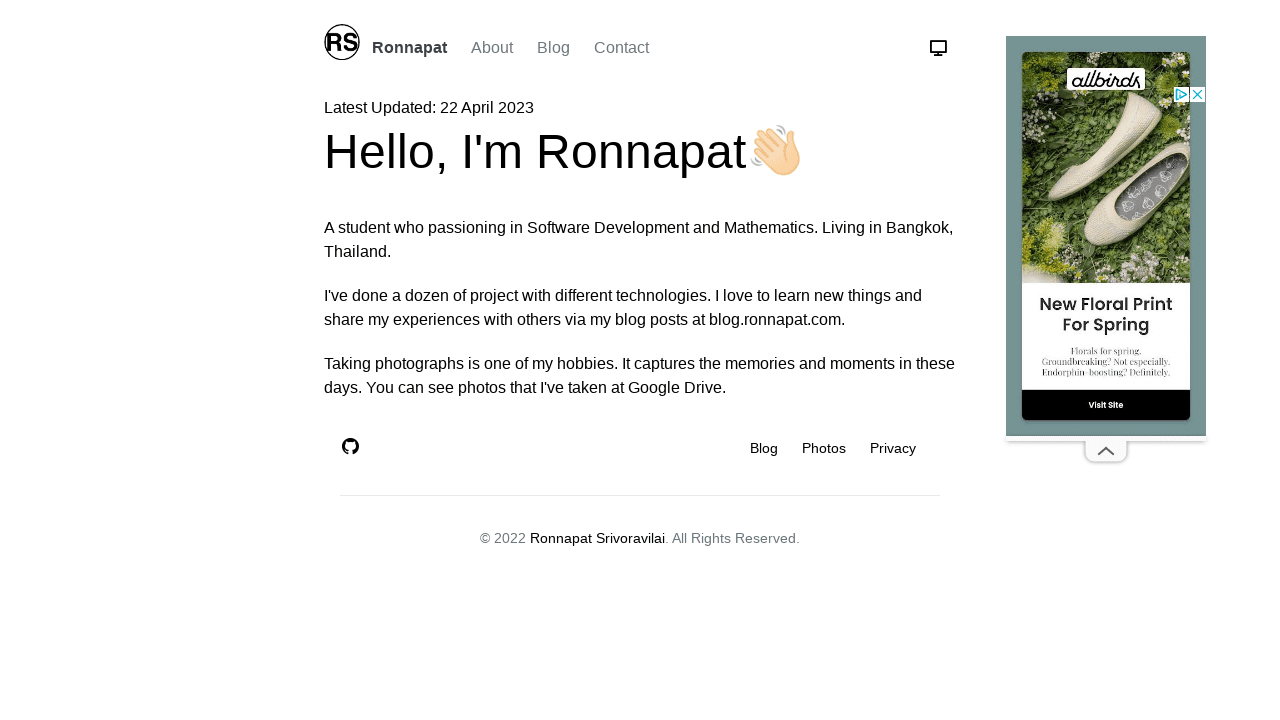 RS
Ronnapat About Blog Contact
Latest Updated: 22 April 2023
Hello, I'm Ronnapat
A student who passioning in Software Development and Mathematics. Living in Bangkok,
Thailand.
I've done a dozen of project with different technologies. I love to learn new things and
share my experiences with others via my blog posts at blog.ronnapat.com.
Taking photographs is one of my hobbies. It captures the memories and moments in these
days. You can see photos that I've taken at Google Drive.
Blog Photos Privacy
© 2022 Ronnapat Srivoravilai. All Rights Reserved.
allbirds
New Floral Print
For Spring
Florals for spring.
Groundbreaking? Not especially.
Endorphin-boosting? Definitely.
Visit Site